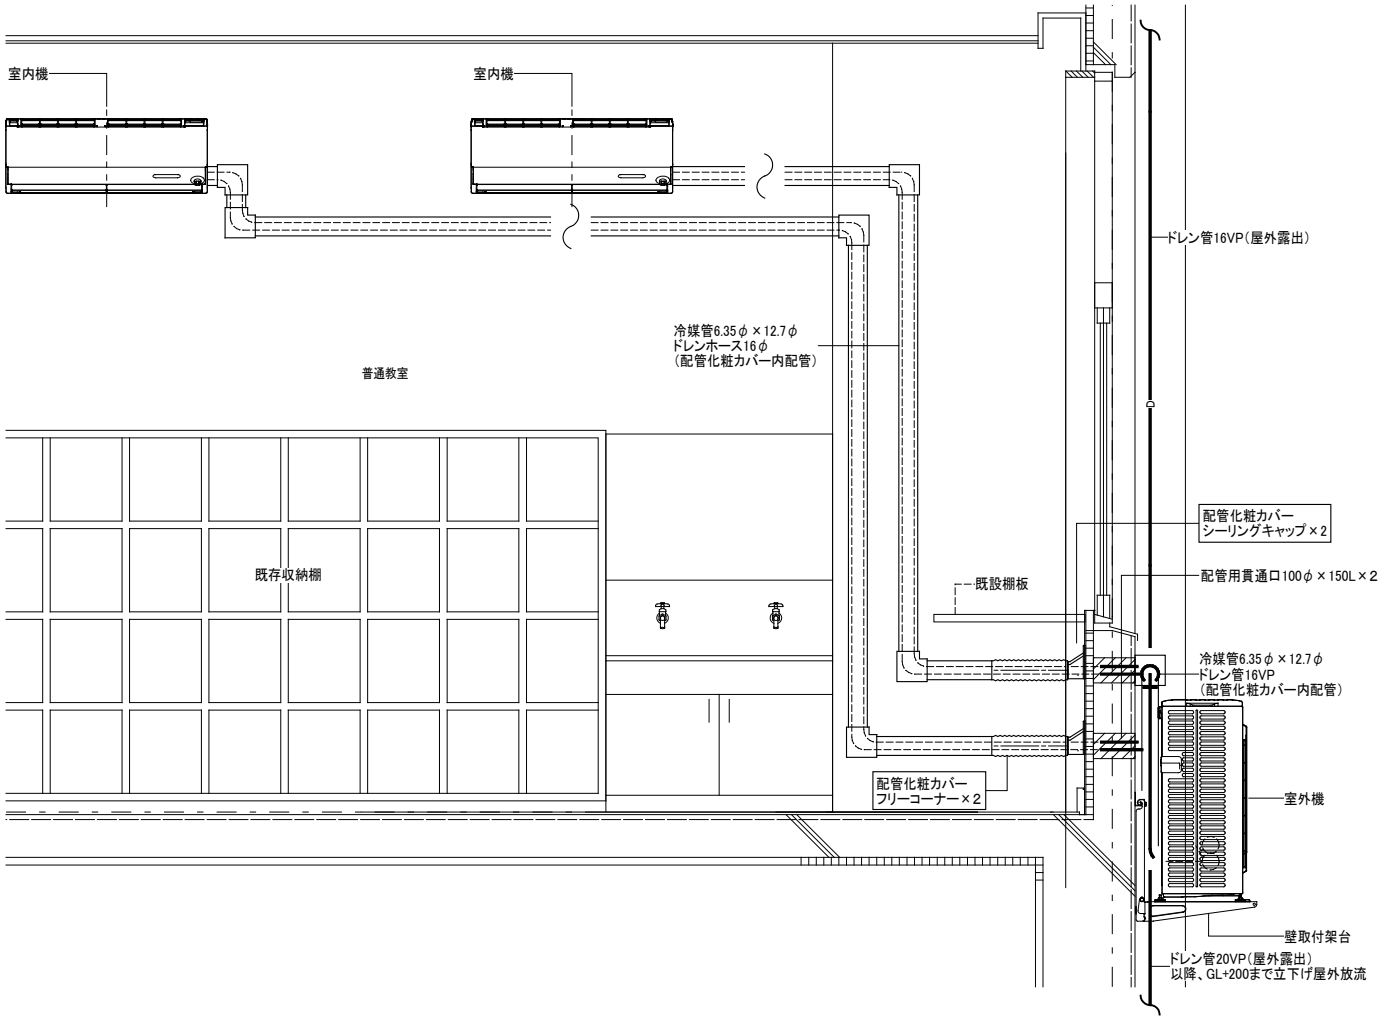 室内機
室内機
ドレン管16VP(屋外露出)
冷媒管6.35φ×12.7φ
ドレンホース16φ
(配管化粧カバー内配管)
普通教室
配管化粧カバー
シーリングキャップ×2
既存収納棚
既設棚板
配管用貫通口100φ×150L×2
冷媒管6.35φ×12.7φ
ドレン管16VP
(配管化粧カバー内配管)
配管化粧カバー
フリーコーナー×2
室外機
壁取付架台
ドレン管20VP(屋外露出)
以降、GL+200まで立下げ屋外放流